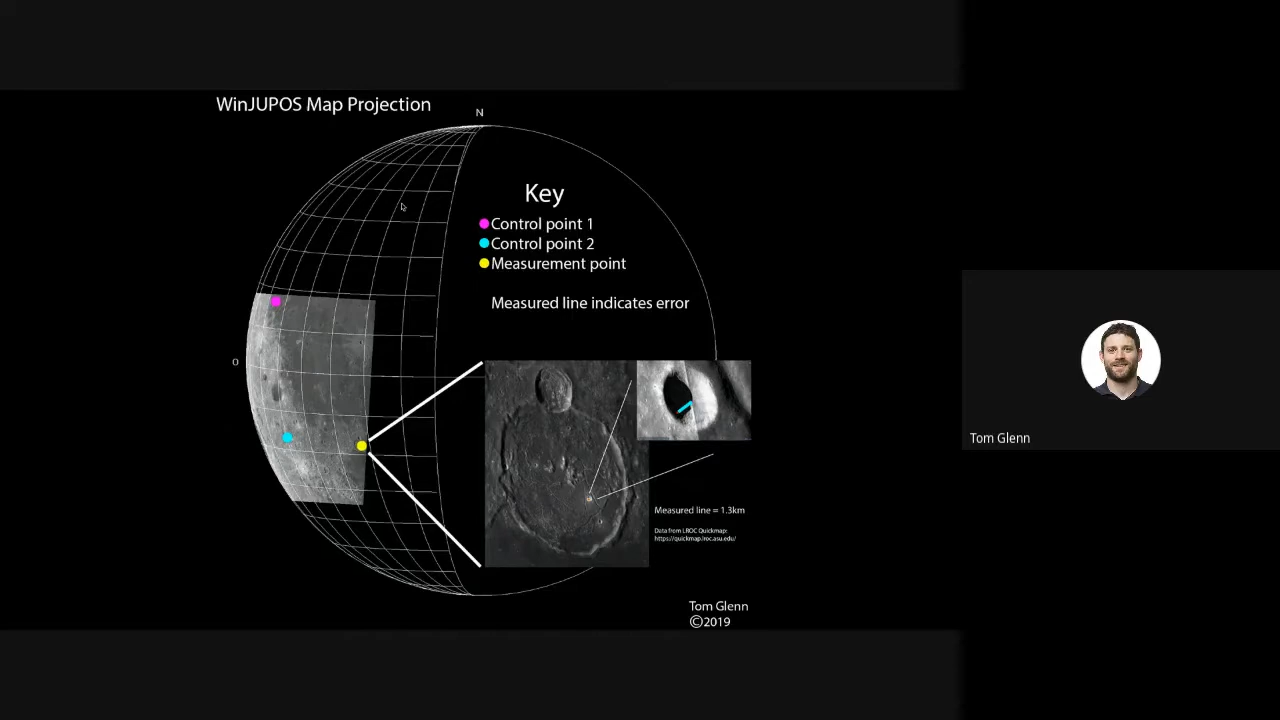 WinJUPOS Map Projection
N
Key
Control point 1
Control point 2
Measurement point
Measured line indicates error
O
Tom Glenn
Measured line = 1.3km
Data from LROC Quickmap:
https://quickmap.lroc.asu.edu/
Tom Glenn
©2019